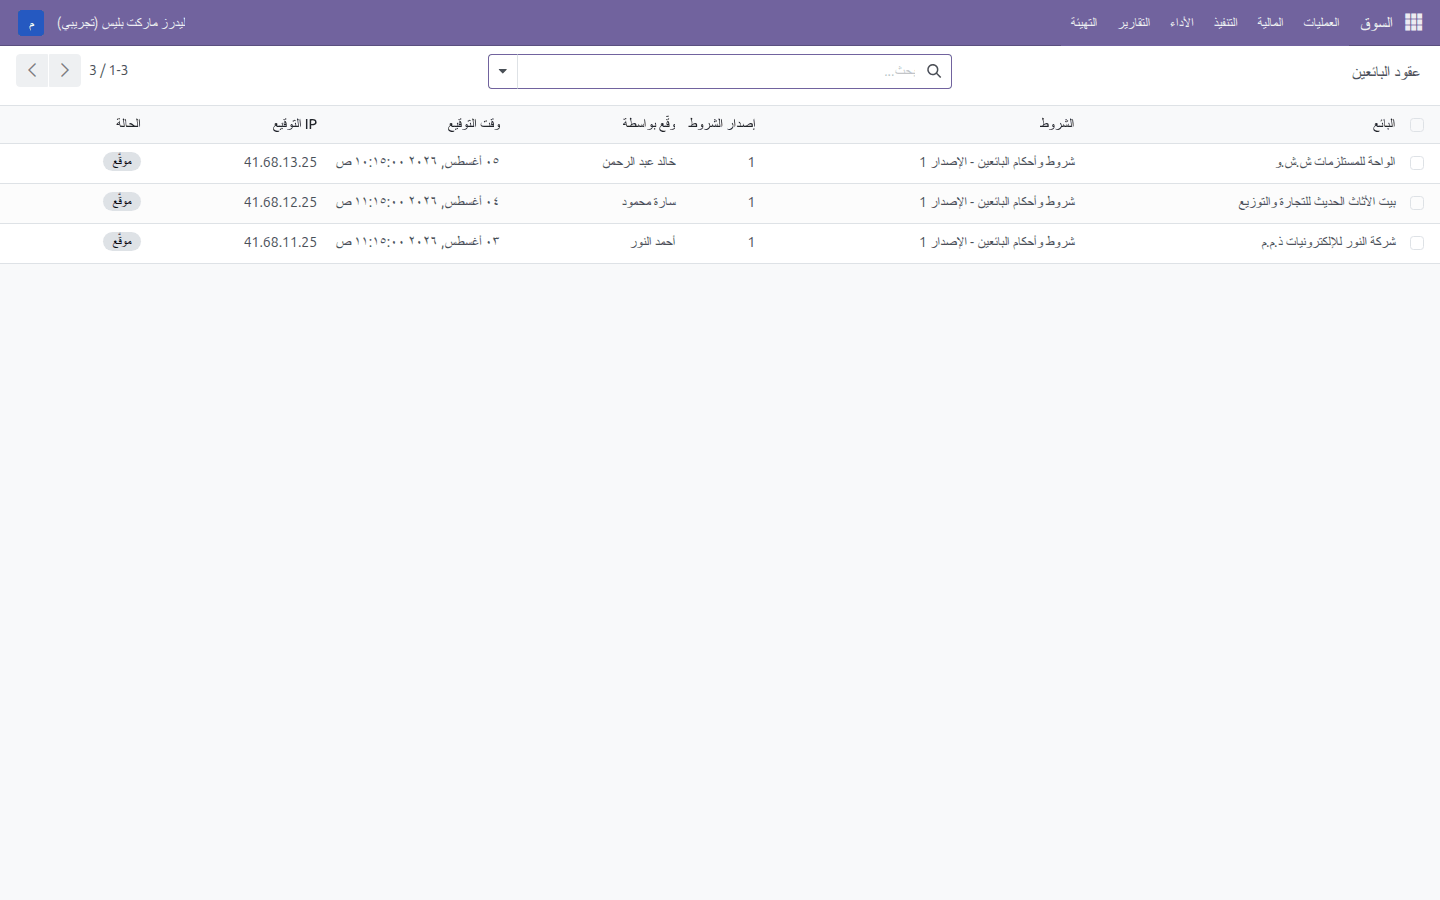 السوق العمليات المالية التنفيذ الأداء التقارير التهيئة ليدرز ماركت بليس (تجريبي) م
عقود البائعين بحث... 1-3 / 3
البائع الشروط إصدار الشروط وقّع بواسطة وقت التوقيع IP التوقيع الحالة
الواحة للمستلزمات ش.ش.و شروط وأحكام البائعين - الإصدار 1 1 خالد عبد الرحمن ٠٥ أغسطس, ٢٠٢٦ ١٠:١٥:٠٠ ص 41.68.13.25 موقّع
بيت الأثاث الحديث للتجارة والتوزيع شروط وأحكام البائعين - الإصدار 1 1 سارة محمود ٠٤ أغسطس, ٢٠٢٦ ١١:١٥:٠٠ ص 41.68.12.25 موقّع
شركة النور للإلكترونيات ذ.م.م شروط وأحكام البائعين - الإصدار 1 1 أحمد النور ٠٣ أغسطس, ٢٠٢٦ ١١:١٥:٠٠ ص 41.68.11.25 موقّع